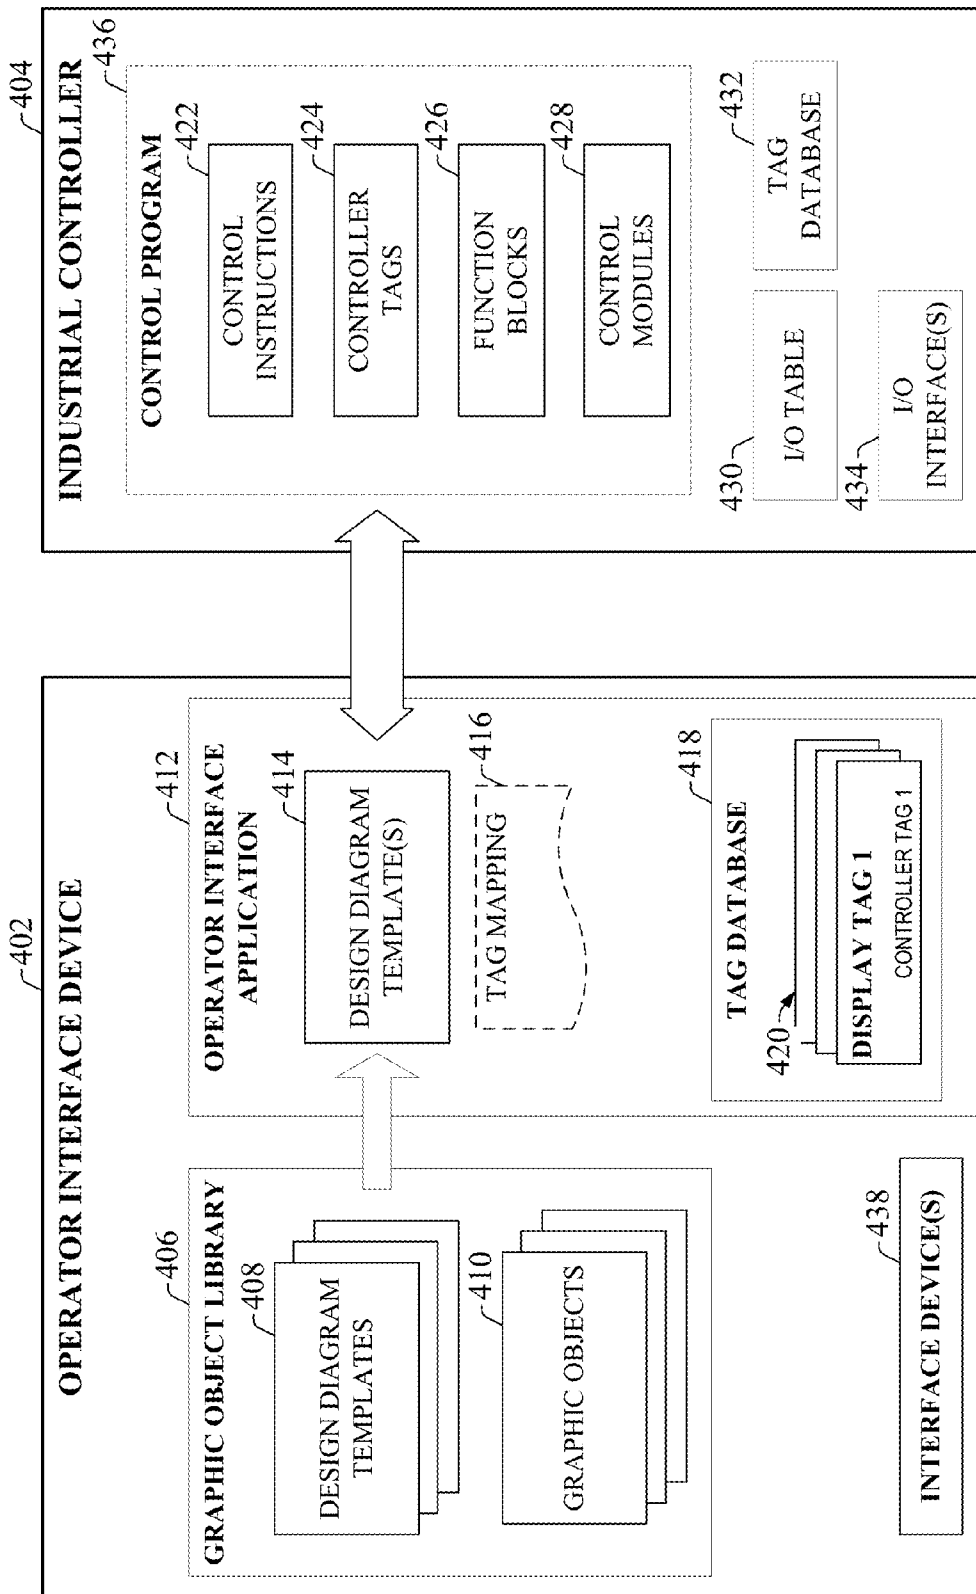 402
OPERATOR INTERFACE DEVICE
406
GRAPHIC OBJECT LIBRARY
408
DESIGN DIAGRAM
TEMPLATES
410
GRAPHIC OBJECTS
438
INTERFACE DEVICE(S)
412
OPERATOR INTERFACE
APPLICATION
414
DESIGN DIAGRAM
TEMPLATE(S)
416
TAG MAPPING
418
TAG DATABASE
420
DISPLAY TAG 1
CONTROLLER TAG 1
404
INDUSTRIAL CONTROLLER
436
CONTROL PROGRAM
422
CONTROL
INSTRUCTIONS
424
CONTROLLER
TAGS
426
FUNCTION
BLOCKS
428
CONTROL
MODULES
430
I/O TABLE
432
TAG
DATABASE
434
I/O
INTERFACE(S)